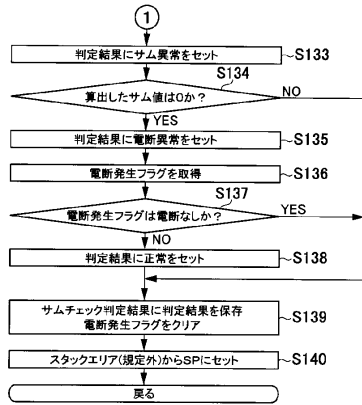 1
判定結果にサム異常をセット
S133
S134
算出したサム値は0か?
NO
YES
判定結果に電断異常をセット
S135
電断発生フラグを取得
S136
S137
電断発生フラグは電断なしか?
YES
NO
判定結果に正常をセット
S138
サムチェック判定結果に判定結果を保存
電断発生フラグをクリア
S139
スタックエリア(規定外)からSPにセット
S140
戻る